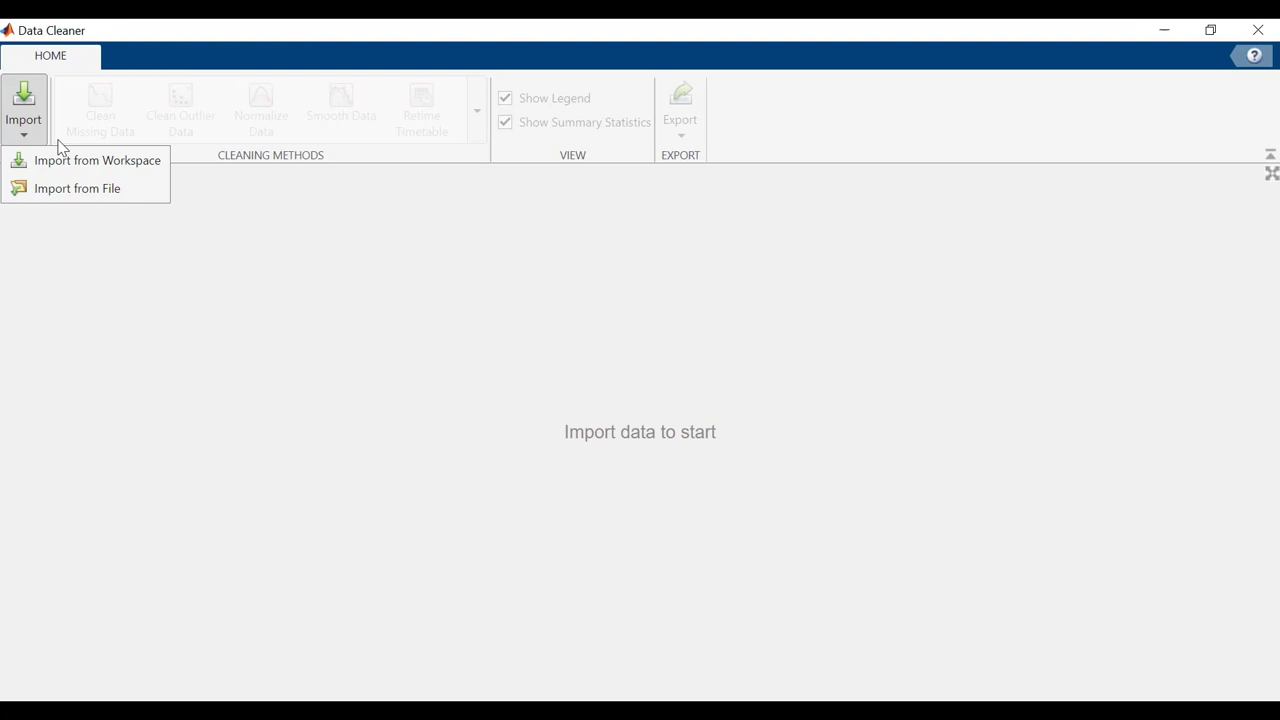 Data Cleaner
HOME
?
Import
Clean
Missing Data
Clean Outlier
Data
Normalize
Data
Smooth Data
Retime
Timetable
Show Legend
Show Summary Statistics
Export
CLEANING METHODS
VIEW
EXPORT
Import from Workspace
Import from File
Import data to start